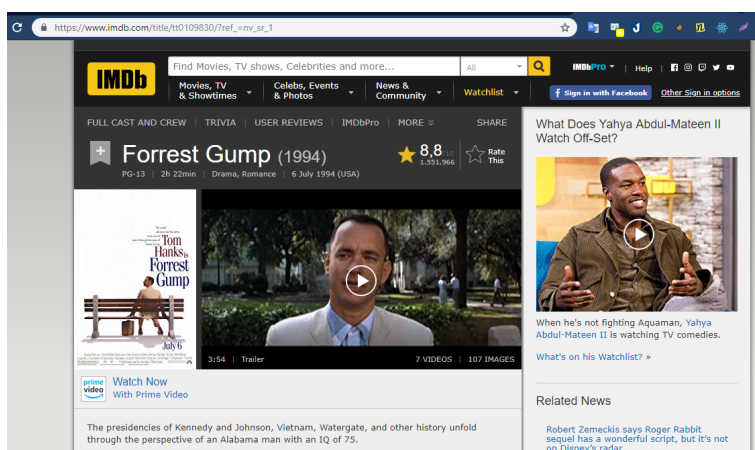 https://www.imdb.com/title/tt0109830/?ref_=nv_sr_1
IMDb
Find Movies, TV shows, Celebrities and more...
All
IMDbPro | Help
Movies, TV
& Showtimes
Celebs, Events
& Photos
News &
Community
Watchlist
Sign in with Facebook
Other Sign in options
FULL CAST AND CREW | TRIVIA | USER REVIEWS | IMDbPro | MORE
SHARE
Forrest Gump (1994)
8,8/10
1.551.966
Rate
This
PG-13 | 2h 22min | Drama, Romance | 6 July 1994 (USA)
Tom
Hanks is
Forrest
Gump
July 6
3:54 | Trailer
7 VIDEOS | 107 IMAGES
prime
video
Watch Now
With Prime Video
The presidencies of Kennedy and Johnson, Vietnam, Watergate, and other history unfold
through the perspective of an Alabama man with an IQ of 75.
What Does Yahya Abdul-Mateen II
Watch Off-Set?
When he's not fighting Aquaman, Yahya
Abdul-Mateen II is watching TV comedies.
What's on his Watchlist? »
Related News
Robert Zemeckis says Roger Rabbit
sequel has a wonderful script, but it's not
on Disney's radar